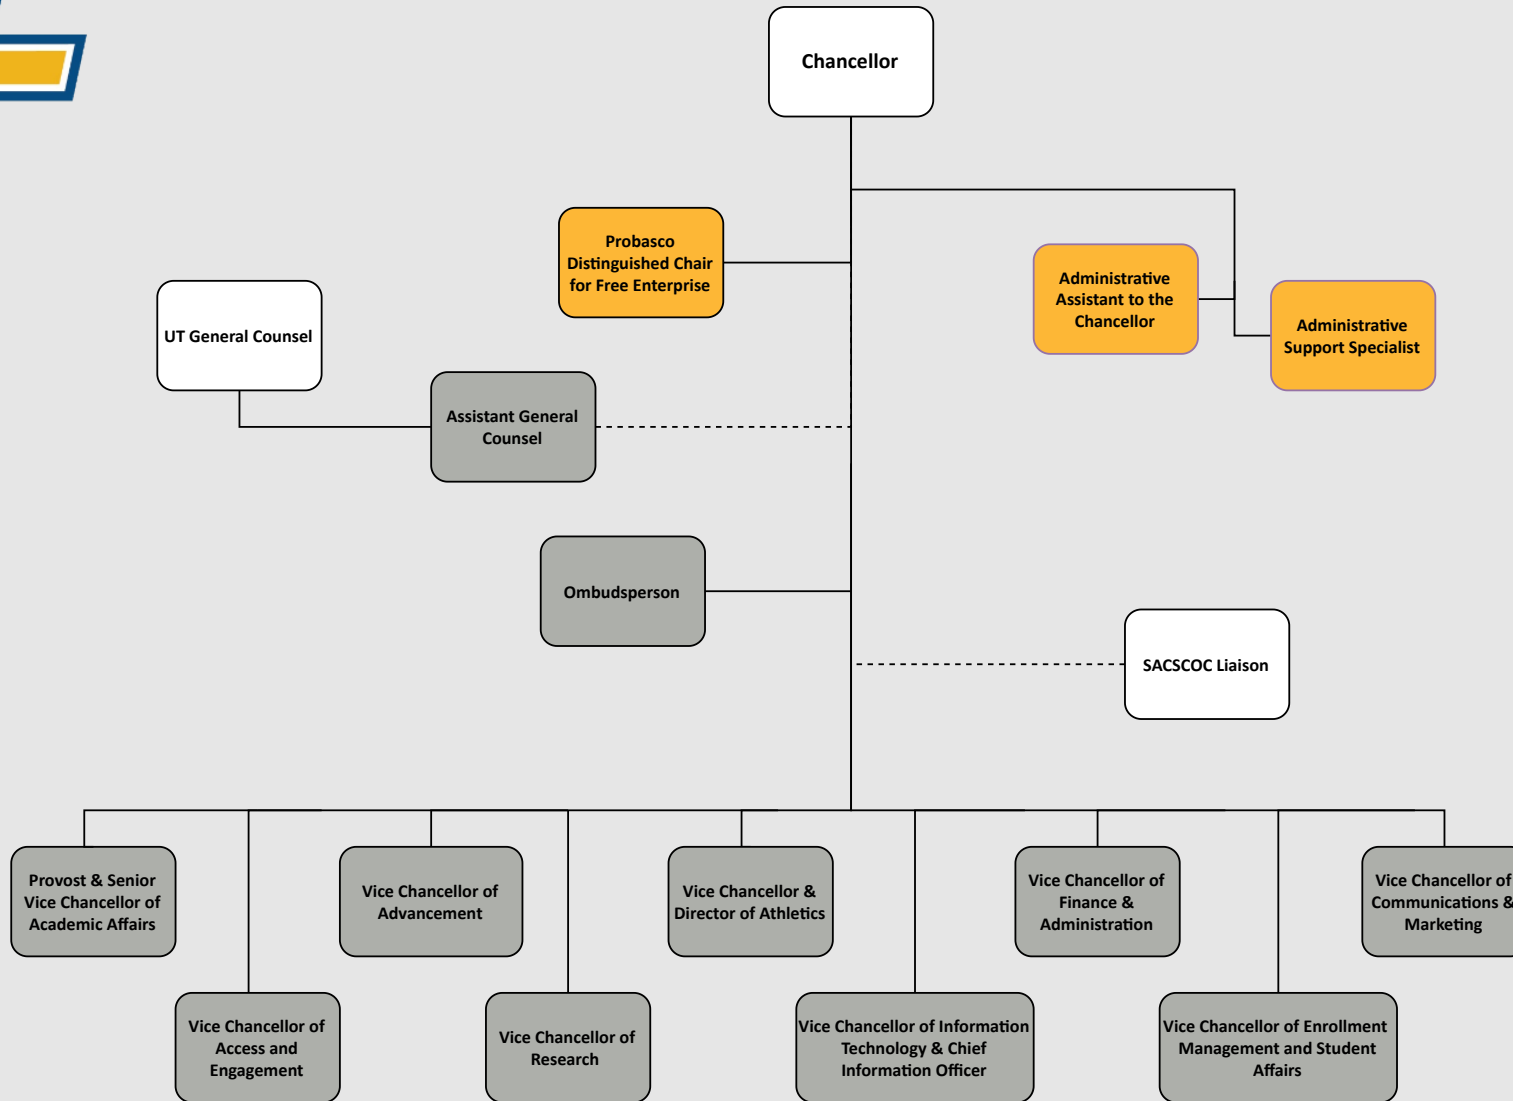 Chancellor
Probasco
Distinguished Chair
for Free Enterprise
Administrative
Assistant to the
Chancellor
UT General Counsel
Administrative
Support Specialist
Assistant General
Counsel
Ombudsperson
SACSCOC Liaison
Provost & Senior
Vice Chancellor of
Academic Affairs
Vice Chancellor of
Advancement
Vice Chancellor &
Director of Athletics
Vice Chancellor of
Finance &
Administration
Vice Chancellor of
Communications &
Marketing
Vice Chancellor of
Access and
Engagement
Vice Chancellor of
Research
Vice Chancellor of Information
Technology & Chief
Information Officer
Vice Chancellor of Enrollment
Management and Student
Affairs